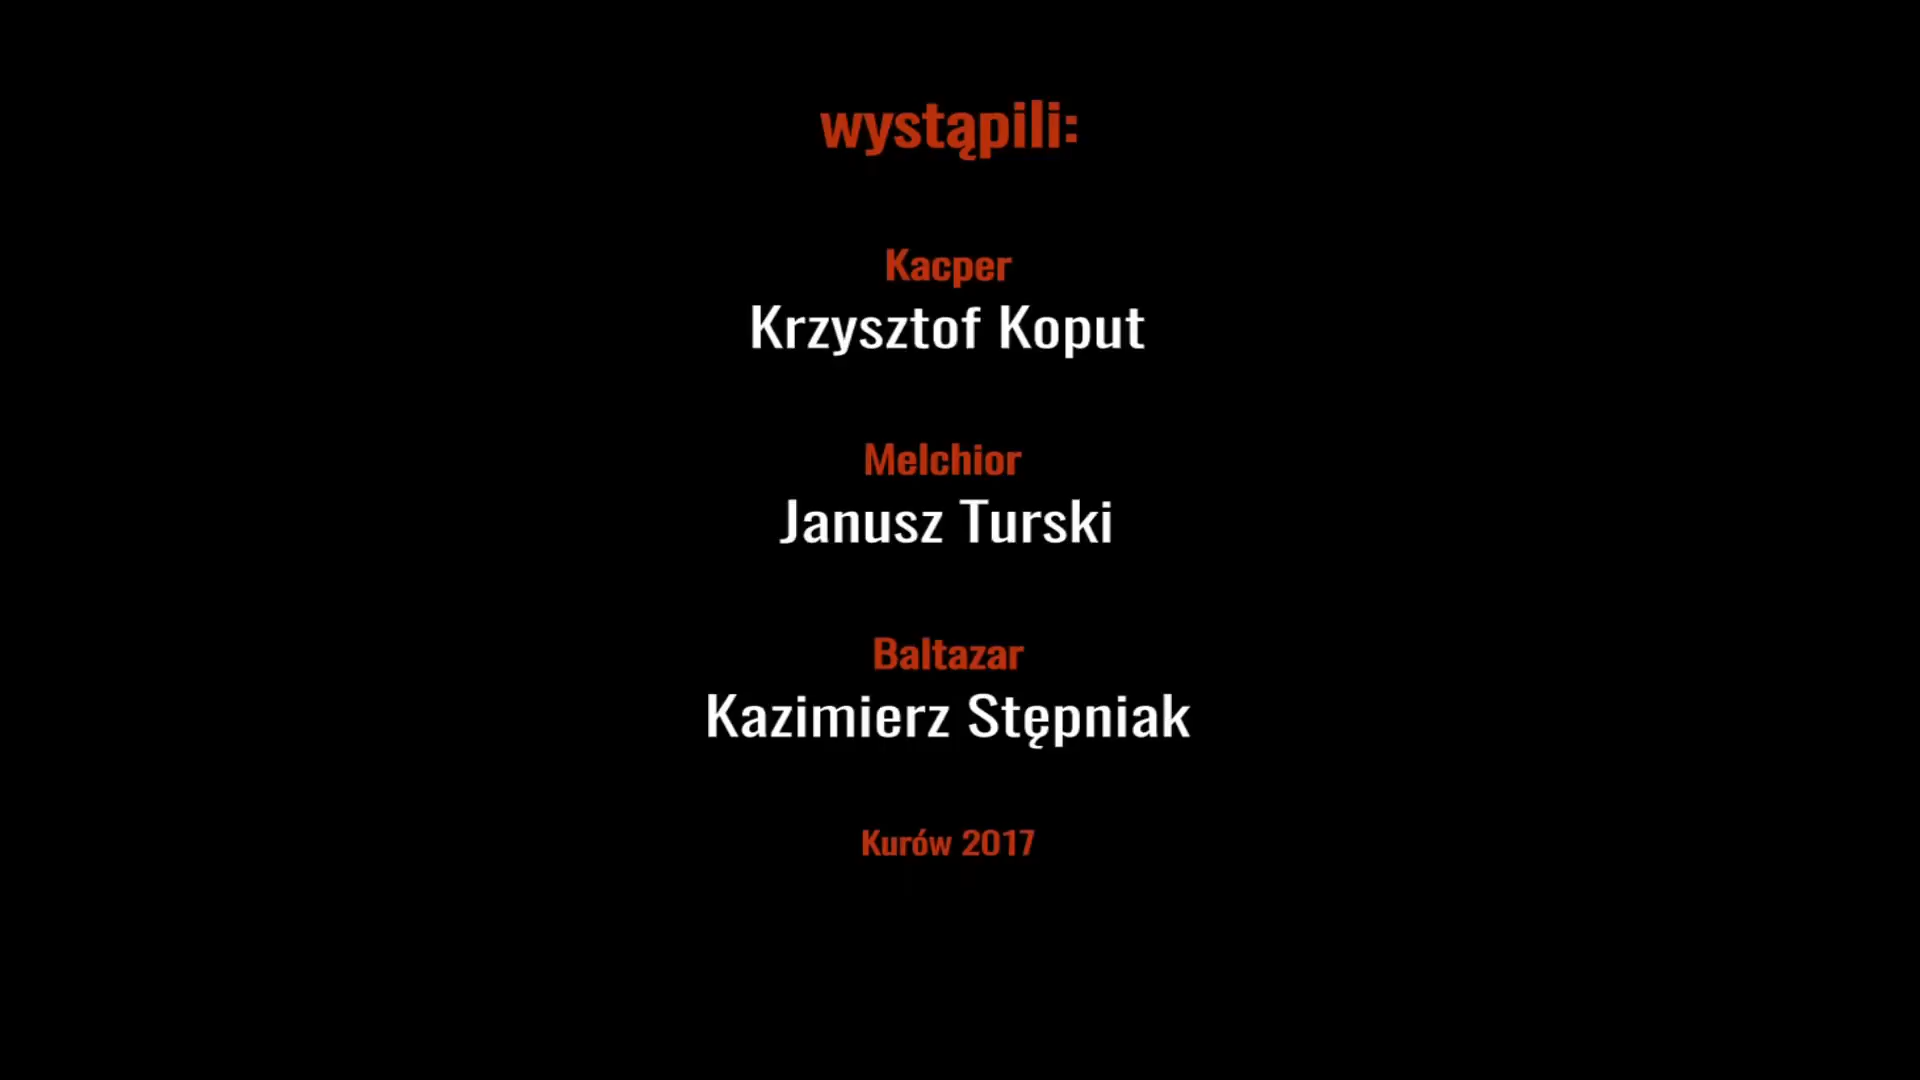 wystąpili:
Kacper
Krzysztof Koput
Melchior
Janusz Turski
Baltazar
Kazimierz Stępniak
Kurów 2017